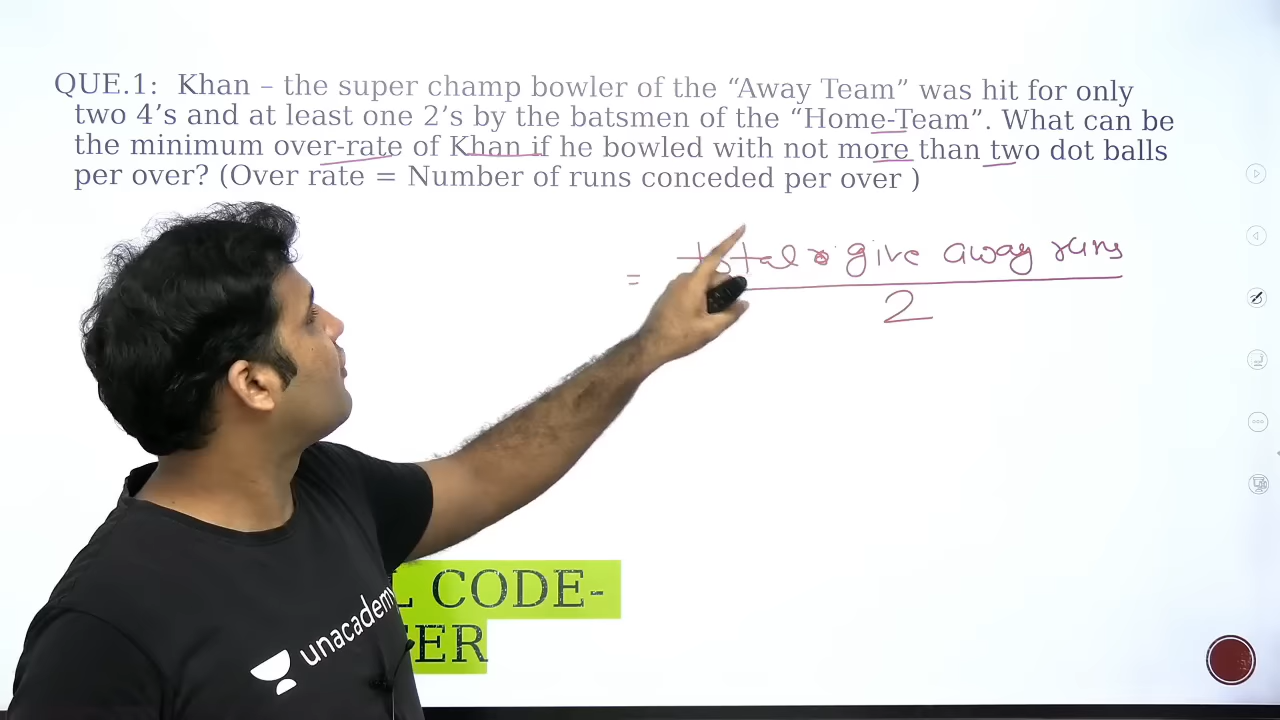 QUE.1: Khan – the super champ bowler of the “Away Team” was hit for only
two 4’s and at least one 2’s by the batsmen of the “Home-Team”. What can be
the minimum over-rate of Khan if he bowled with not more than two dot balls
per over? (Over rate = Number of runs conceded per over )
= total give away runs
2
L CODE-
ER
unacademy